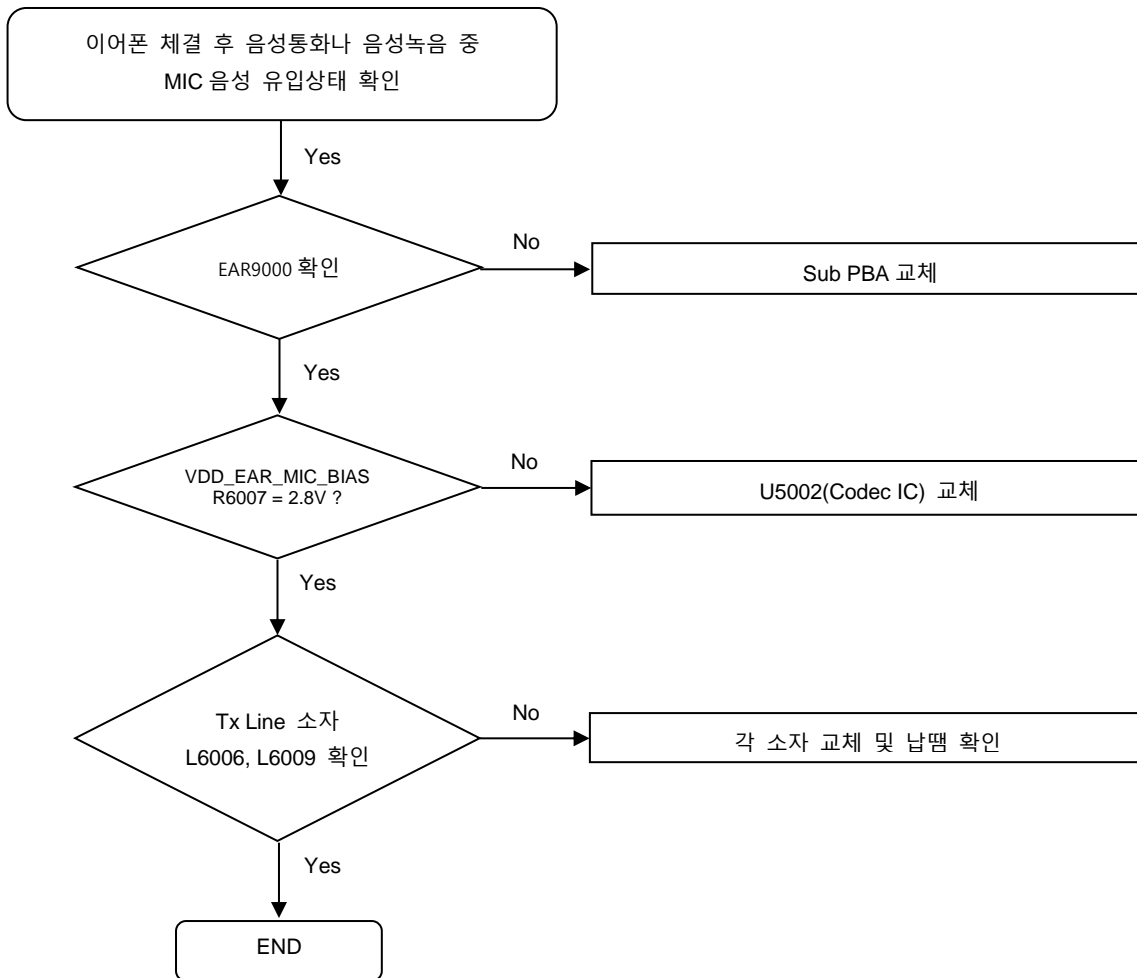 이어폰 체결 후 음성통화나 음성녹음 중
MIC 음성 유입상태 확인
Yes
EAR9000 확인
No
Sub PBA 교체
Yes
VDD_EAR_MIC_BIAS
R6007 = 2.8V ?
No
U5002(Codec IC) 교체
Yes
Tx Line 소자
L6006, L6009 확인
No
각 소자 교체 및 납땜 확인
Yes
END